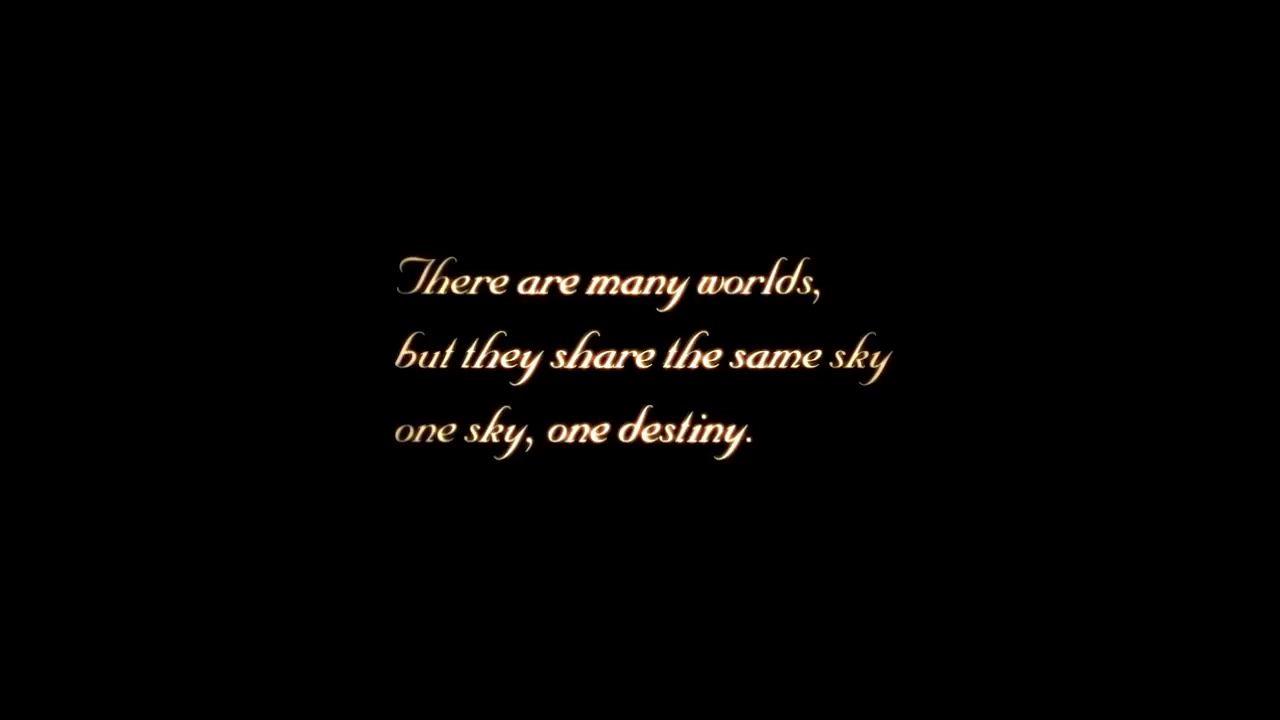 There are many worlds,
but they share the same sky
one sky, one destiny.